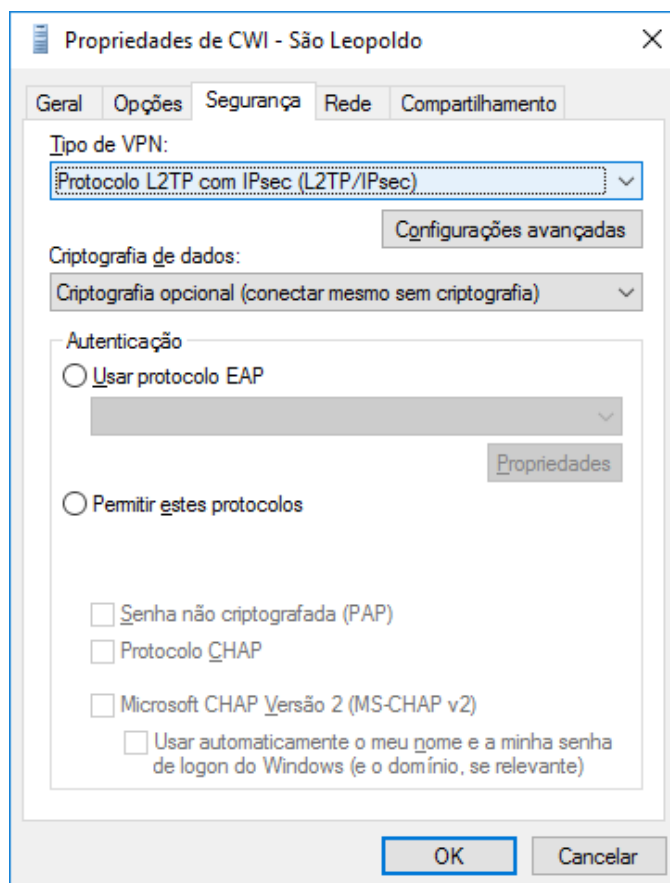 Propriedades de CWI - São Leopoldo
Geral Opções Segurança Rede Compartilhamento
Tipo de VPN:
Protocolo L2TP com IPsec (L2TP/IPsec)
Configurações avançadas
Criptografia de dados:
Criptografia opcional (conectar mesmo sem criptografia)
Autenticação
Usar protocolo EAP
Propriedades
Permitir estes protocolos
Senha não criptografada (PAP)
Protocolo CHAP
Microsoft CHAP Versão 2 (MS-CHAP v2)
Usar automaticamente o meu nome e a minha senha
de logon do Windows (e o domínio, se relevante)
OK Cancelar